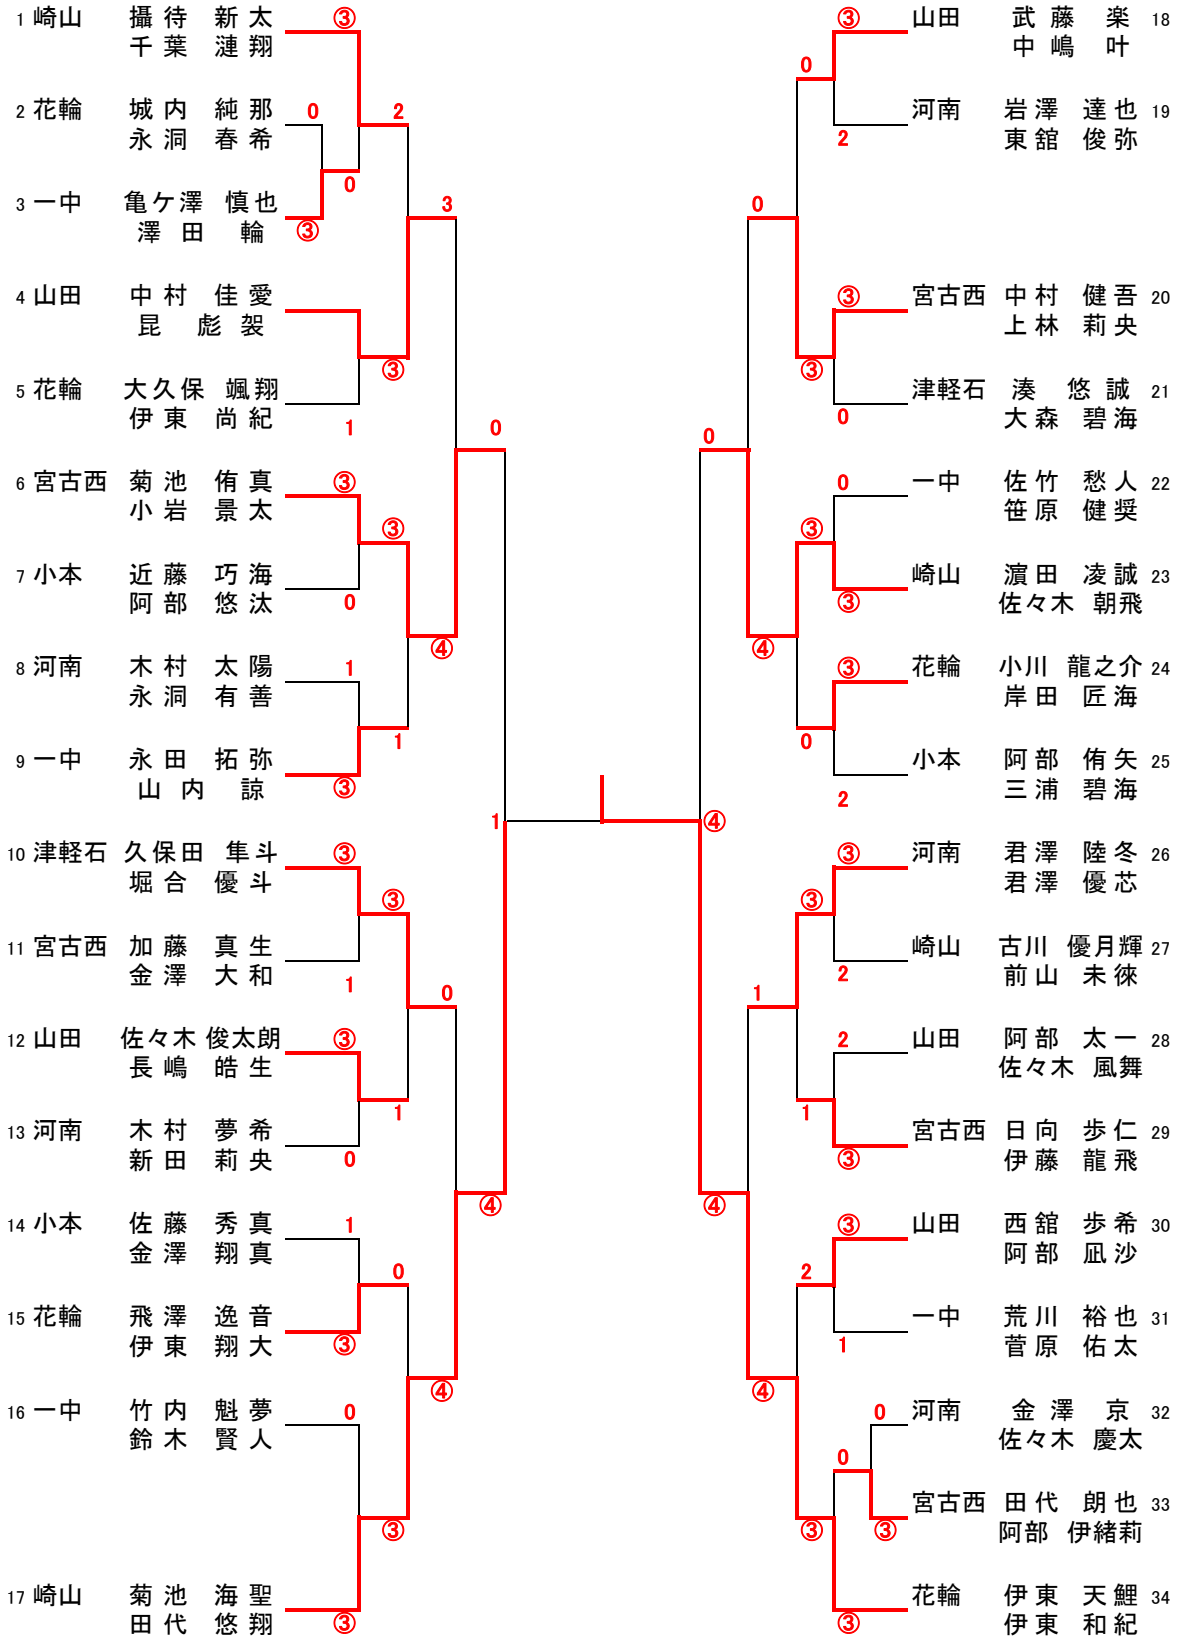 1 崎山 攝待 新太 ③
千葉 漣翔
2 花輪 城内 純那 0 2
永洞 春希
0
3 一中 亀ケ澤 慎也 3
澤田 輪 ③
4 山田 中村 佳愛
昆 彪袈
③
5 花輪 大久保 颯翔
伊東 尚紀 1
0
6 宮古西 菊池 侑真 ③
小岩 景太 ③
7 小本 近藤 巧海
阿部 悠汰 0
④
8 河南 木村 太陽 1
永洞 有善
1
9 一中 永田 拓弥
山内 諒 ③
1
10 津軽石 久保田 隼斗 ③
堀合 優斗 ③
11 宮古西 加藤 真生
金澤 大和 1
0
12 山田 佐々木 俊太朗 ③
長嶋 皓生
1
13 河南 木村 夢希
新田 莉央 0
④
14 小本 佐藤 秀真 1
金澤 翔真 0
15 花輪 飛澤 逸音
伊東 翔大 ③
④
16 一中 竹内 魁夢 0
鈴木 賢人
③
17 崎山 菊池 海聖
田代 悠翔 ③
③ 山田 武藤 楽 18
中嶋 叶
0
河南 岩澤 達也 19
2 東舘 俊弥
0
③ 宮古西 中村 健吾 20
上林 莉央
③
津軽石 湊 悠誠 21
0 大森 碧海
0
0 一中 佐竹 愁人 22
笹原 健奨
③
崎山 濵田 凌誠 23
③ 佐々木 朝飛
④
③ 花輪 小川 龍之介 24
岸田 匠海
0
小本 阿部 侑矢 25
2 三浦 碧海
④
③ 河南 君澤 陸冬 26
君澤 優芯
③
崎山 古川 優月輝 27
2 前山 未徠
1
2 山田 阿部 太一 28
佐々木 風舞
1
宮古西 日向 歩仁 29
③ 伊藤 龍飛
④
③ 山田 西舘 歩希 30
阿部 凪沙
2
一中 荒川 裕也 31
1 菅原 佑太
④
0 河南 金澤 京 32
佐々木 慶太
0
宮古西 田代 朗也 33
③ ③ 阿部 伊緒莉
花輪 伊東 天鯉 34
③ 伊東 和紀